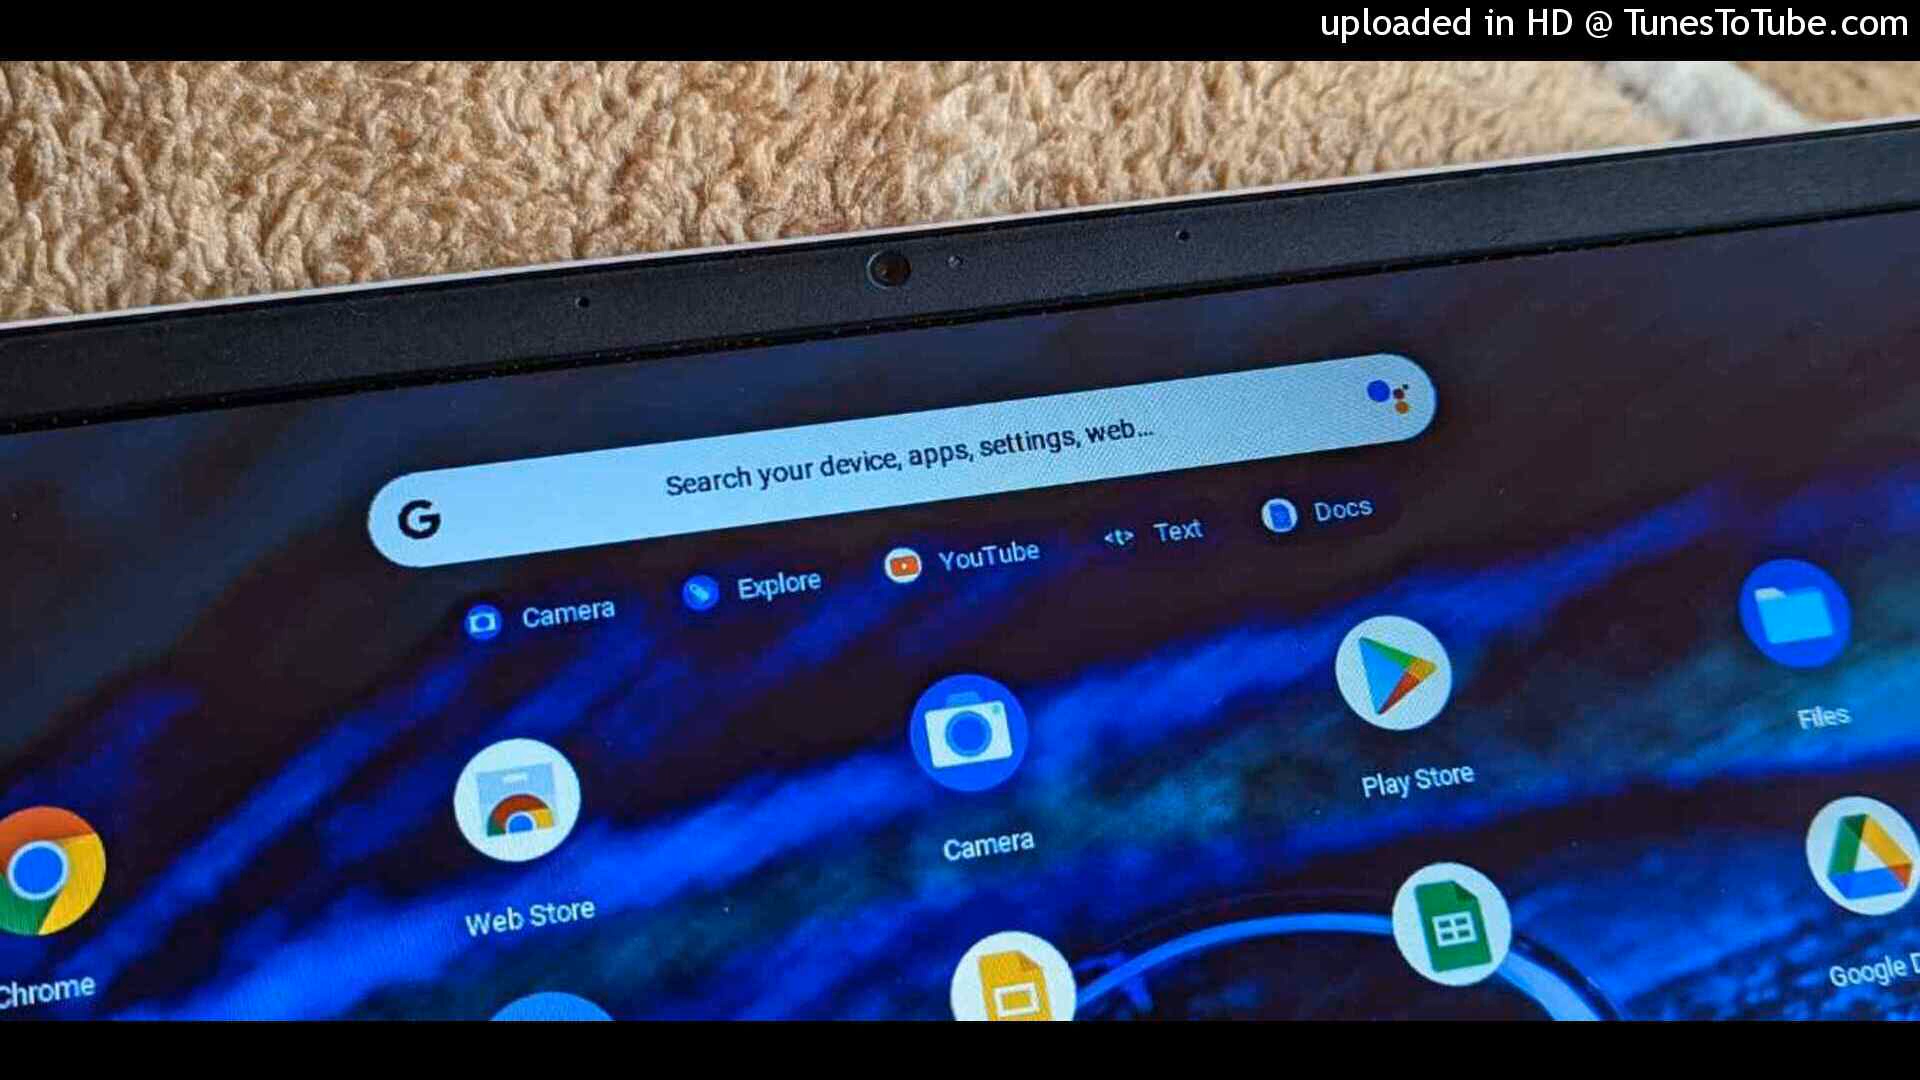 uploaded in HD @ TunesToTube.com
G
Search your device, apps, settings, web...
Camera
Explore
YouTube
<t> Text
Docs
Files
Play Store
Camera
Web Store
Chrome
Google D